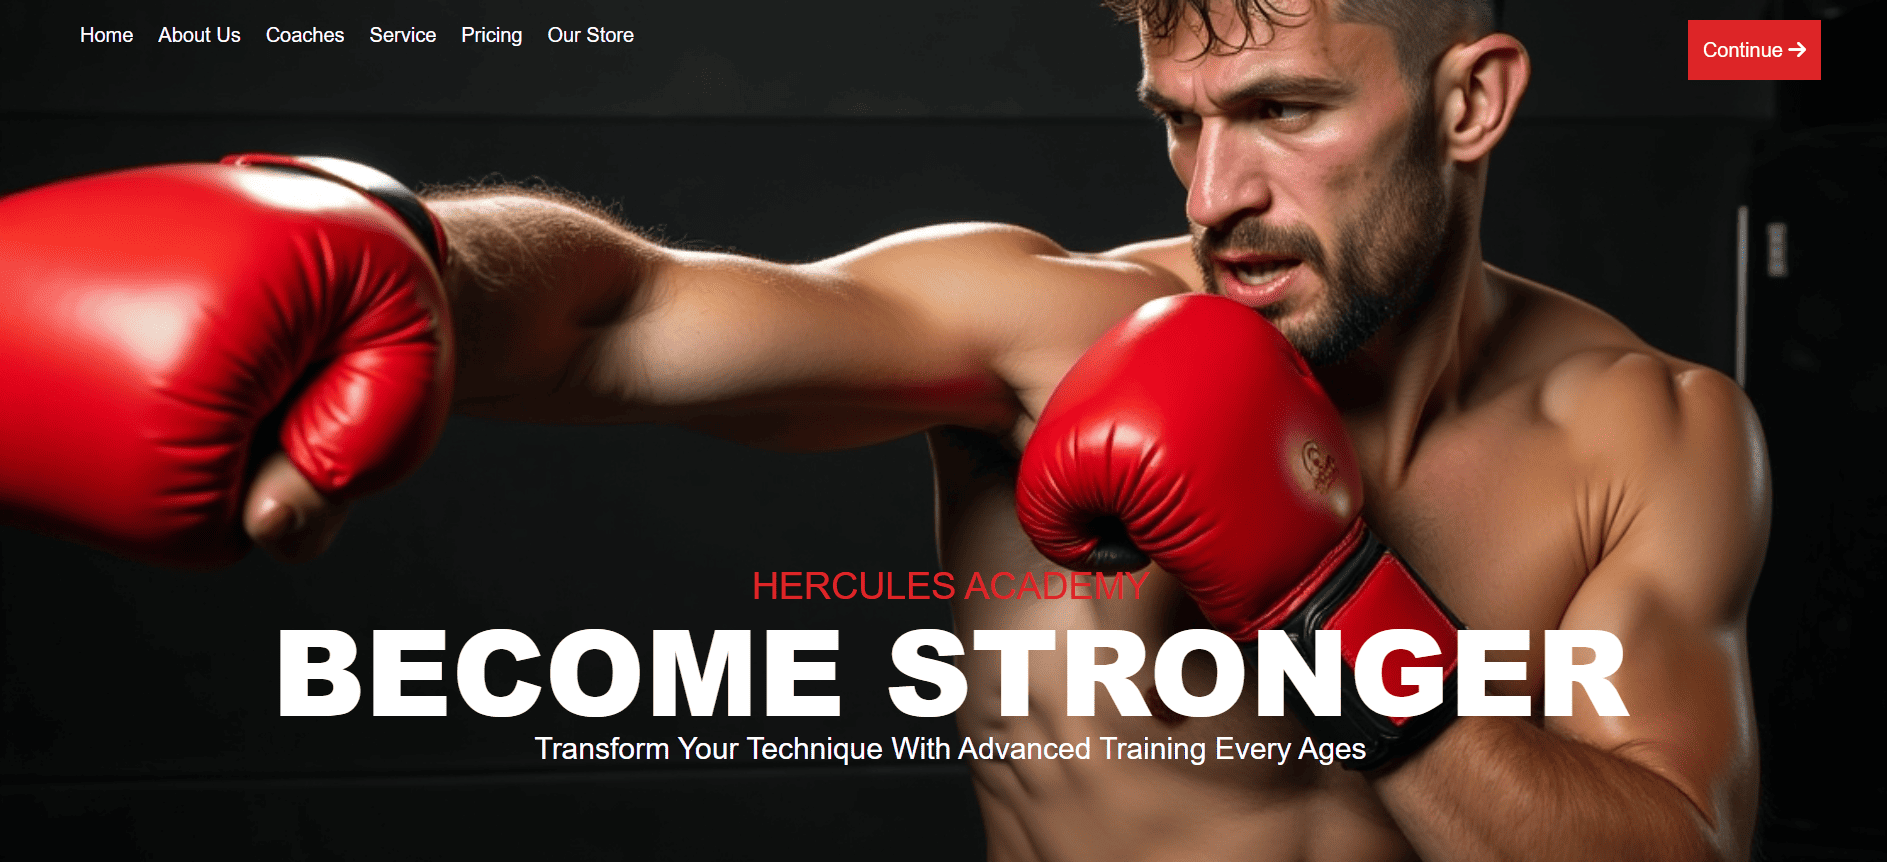 Home About Us Coaches Service Pricing Our Store
Continue →
HERCULES ACADEMY
BECOME STRONGER
Transform Your Technique With Advanced Training Every Ages